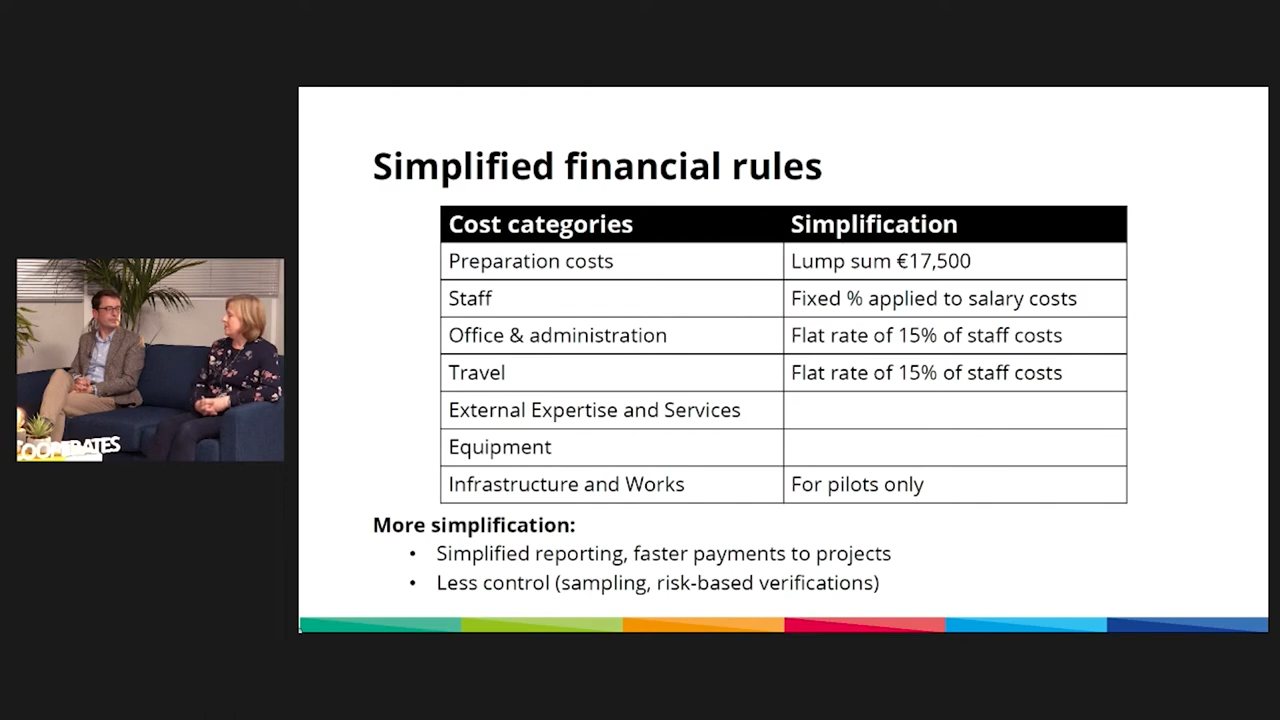 Simplified financial rules
Cost categories Simplification
Preparation costs Lump sum €17,500
Staff Fixed % applied to salary costs
Office & administration Flat rate of 15% of staff costs
Travel Flat rate of 15% of staff costs
External Expertise and Services
Equipment
Infrastructure and Works For pilots only
More simplification:
• Simplified reporting, faster payments to projects
• Less control (sampling, risk-based verifications)
OOPERATES